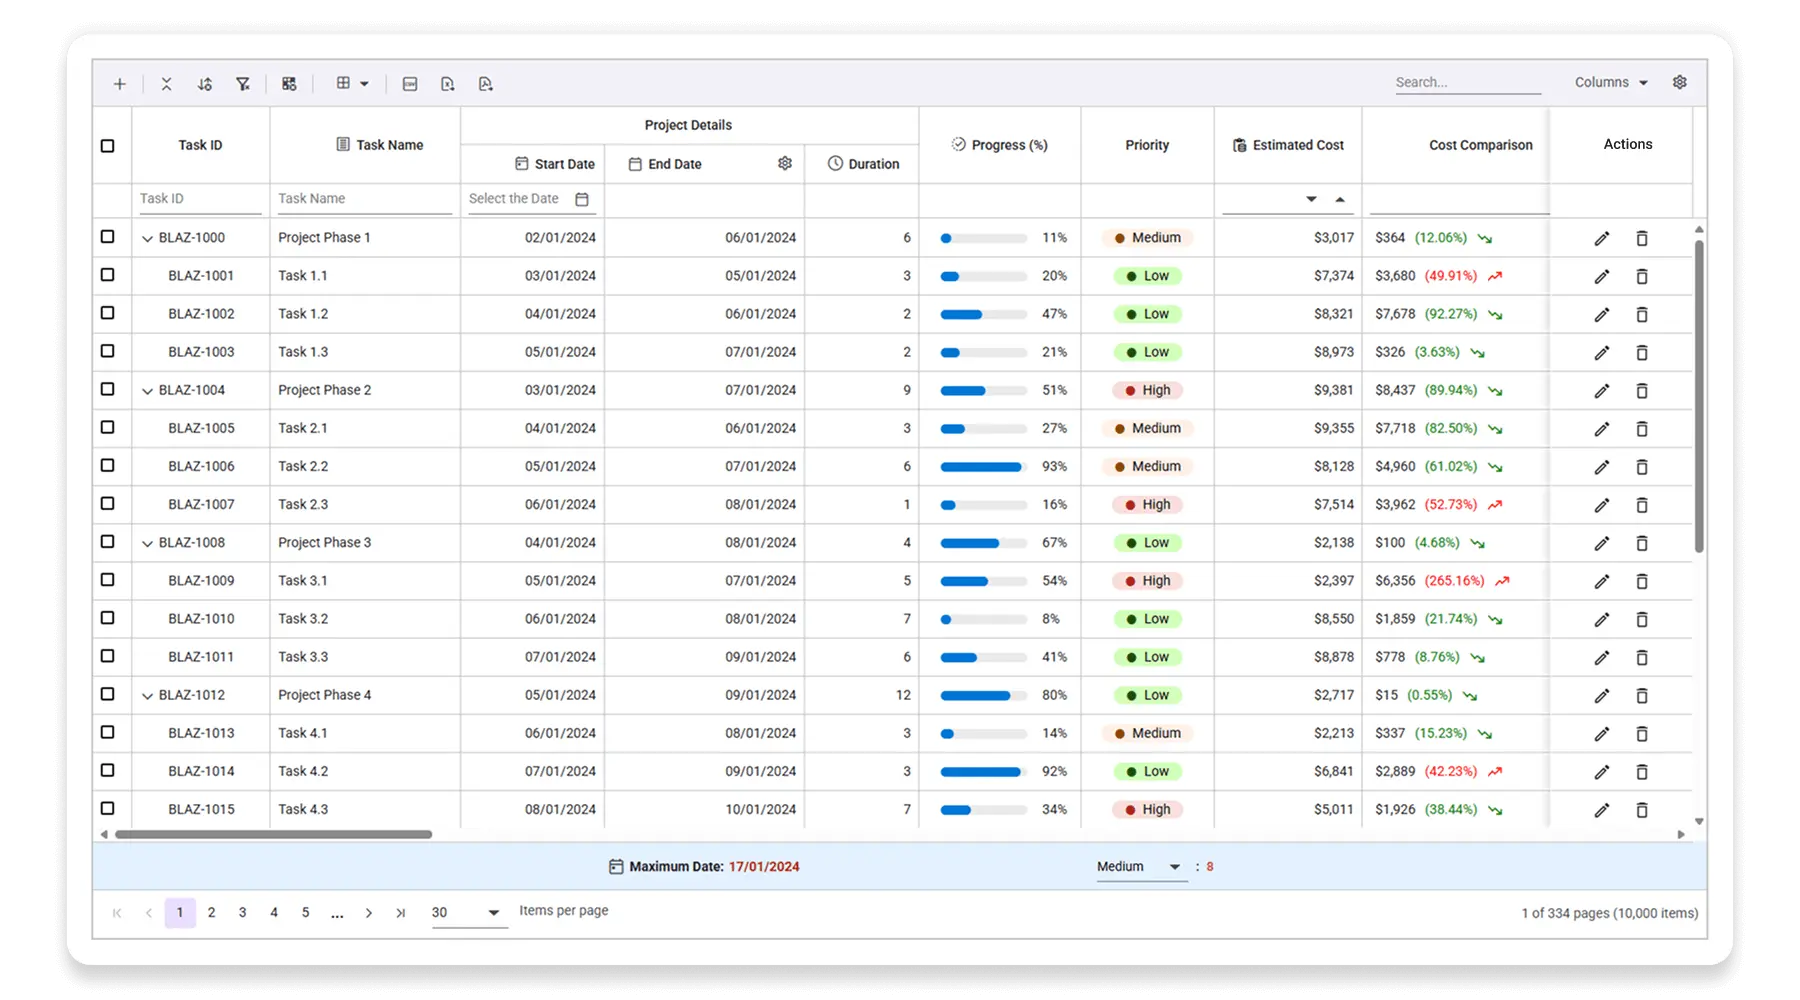 Search... Columns
Project Details
Task ID Task Name Progress (%) Priority Estimated Cost Cost Comparison Actions
Start Date End Date Duration
Task ID Task Name Select the Date
BLAZ-1000 Project Phase 1 02/01/2024 06/01/2024 6 11% Medium $3,017 $364 (12.06%)
BLAZ-1001 Task 1.1 03/01/2024 05/01/2024 3 20% Low $7,374 $3,680 (49.91%)
BLAZ-1002 Task 1.2 04/01/2024 06/01/2024 2 47% Low $8,321 $7,678 (92.27%)
BLAZ-1003 Task 1.3 05/01/2024 07/01/2024 2 21% Low $8,973 $326 (3.63%)
BLAZ-1004 Project Phase 2 03/01/2024 07/01/2024 9 51% High $9,381 $8,437 (89.94%)
BLAZ-1005 Task 2.1 04/01/2024 06/01/2024 3 27% Medium $9,355 $7,718 (82.50%)
BLAZ-1006 Task 2.2 05/01/2024 07/01/2024 6 93% Medium $8,128 $4,960 (61.02%)
BLAZ-1007 Task 2.3 06/01/2024 08/01/2024 1 16% High $7,514 $3,962 (52.73%)
BLAZ-1008 Project Phase 3 04/01/2024 08/01/2024 4 67% Low $2,138 $100 (4.68%)
BLAZ-1009 Task 3.1 05/01/2024 07/01/2024 5 54% High $2,397 $6,356 (265.16%)
BLAZ-1010 Task 3.2 06/01/2024 08/01/2024 7 8% Low $8,550 $1,859 (21.74%)
BLAZ-1011 Task 3.3 07/01/2024 09/01/2024 6 41% Low $8,878 $778 (8.76%)
BLAZ-1012 Project Phase 4 05/01/2024 09/01/2024 12 80% Low $2,717 $15 (0.55%)
BLAZ-1013 Task 4.1 06/01/2024 08/01/2024 3 14% Medium $2,213 $337 (15.23%)
BLAZ-1014 Task 4.2 07/01/2024 09/01/2024 3 92% Low $6,841 $2,889 (42.23%)
BLAZ-1015 Task 4.3 08/01/2024 10/01/2024 7 34% High $5,011 $1,926 (38.44%)
Maximum Date: 17/01/2024 Medium : 8
1 2 3 4 5 ... 30 Items per page 1 of 334 pages (10,000 items)